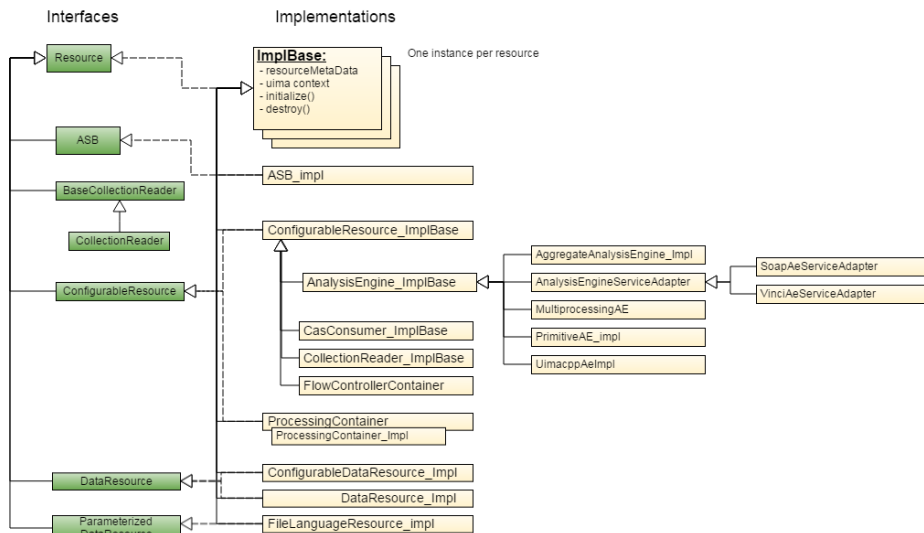 Interfaces
Implementations
Resource
ImplBase:
- resourceMetaData
- uima context
- initialize()
- destroy()
One instance per resource
ASB
ASB_impl
BaseCollectionReader
CollectionReader
ConfigurableResource
ConfigurableResource_ImplBase
AnalysisEngine_ImplBase
CasConsumer_ImplBase
CollectionReader_ImplBase
FlowControllerContainer
AggregateAnalysisEngine_Impl
AnalysisEngineServiceAdapter
MultiprocessingAE
PrimitiveAE_impl
UimacppAeImpl
SoapAeServiceAdapter
VinciAeServiceAdapter
ProcessingContainer
ProcessingContainer_Impl
DataResource
ConfigurableDataResource_Impl
DataResource_Impl
Parameterized
DataResource
FileLanguageResource_impl